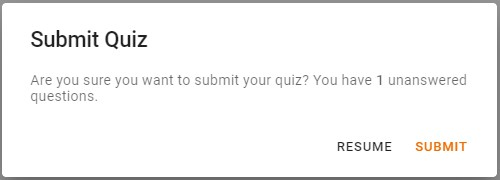 Submit Quiz
Are you sure you want to submit your quiz? You have 1 unanswered
questions.
RESUME SUBMIT